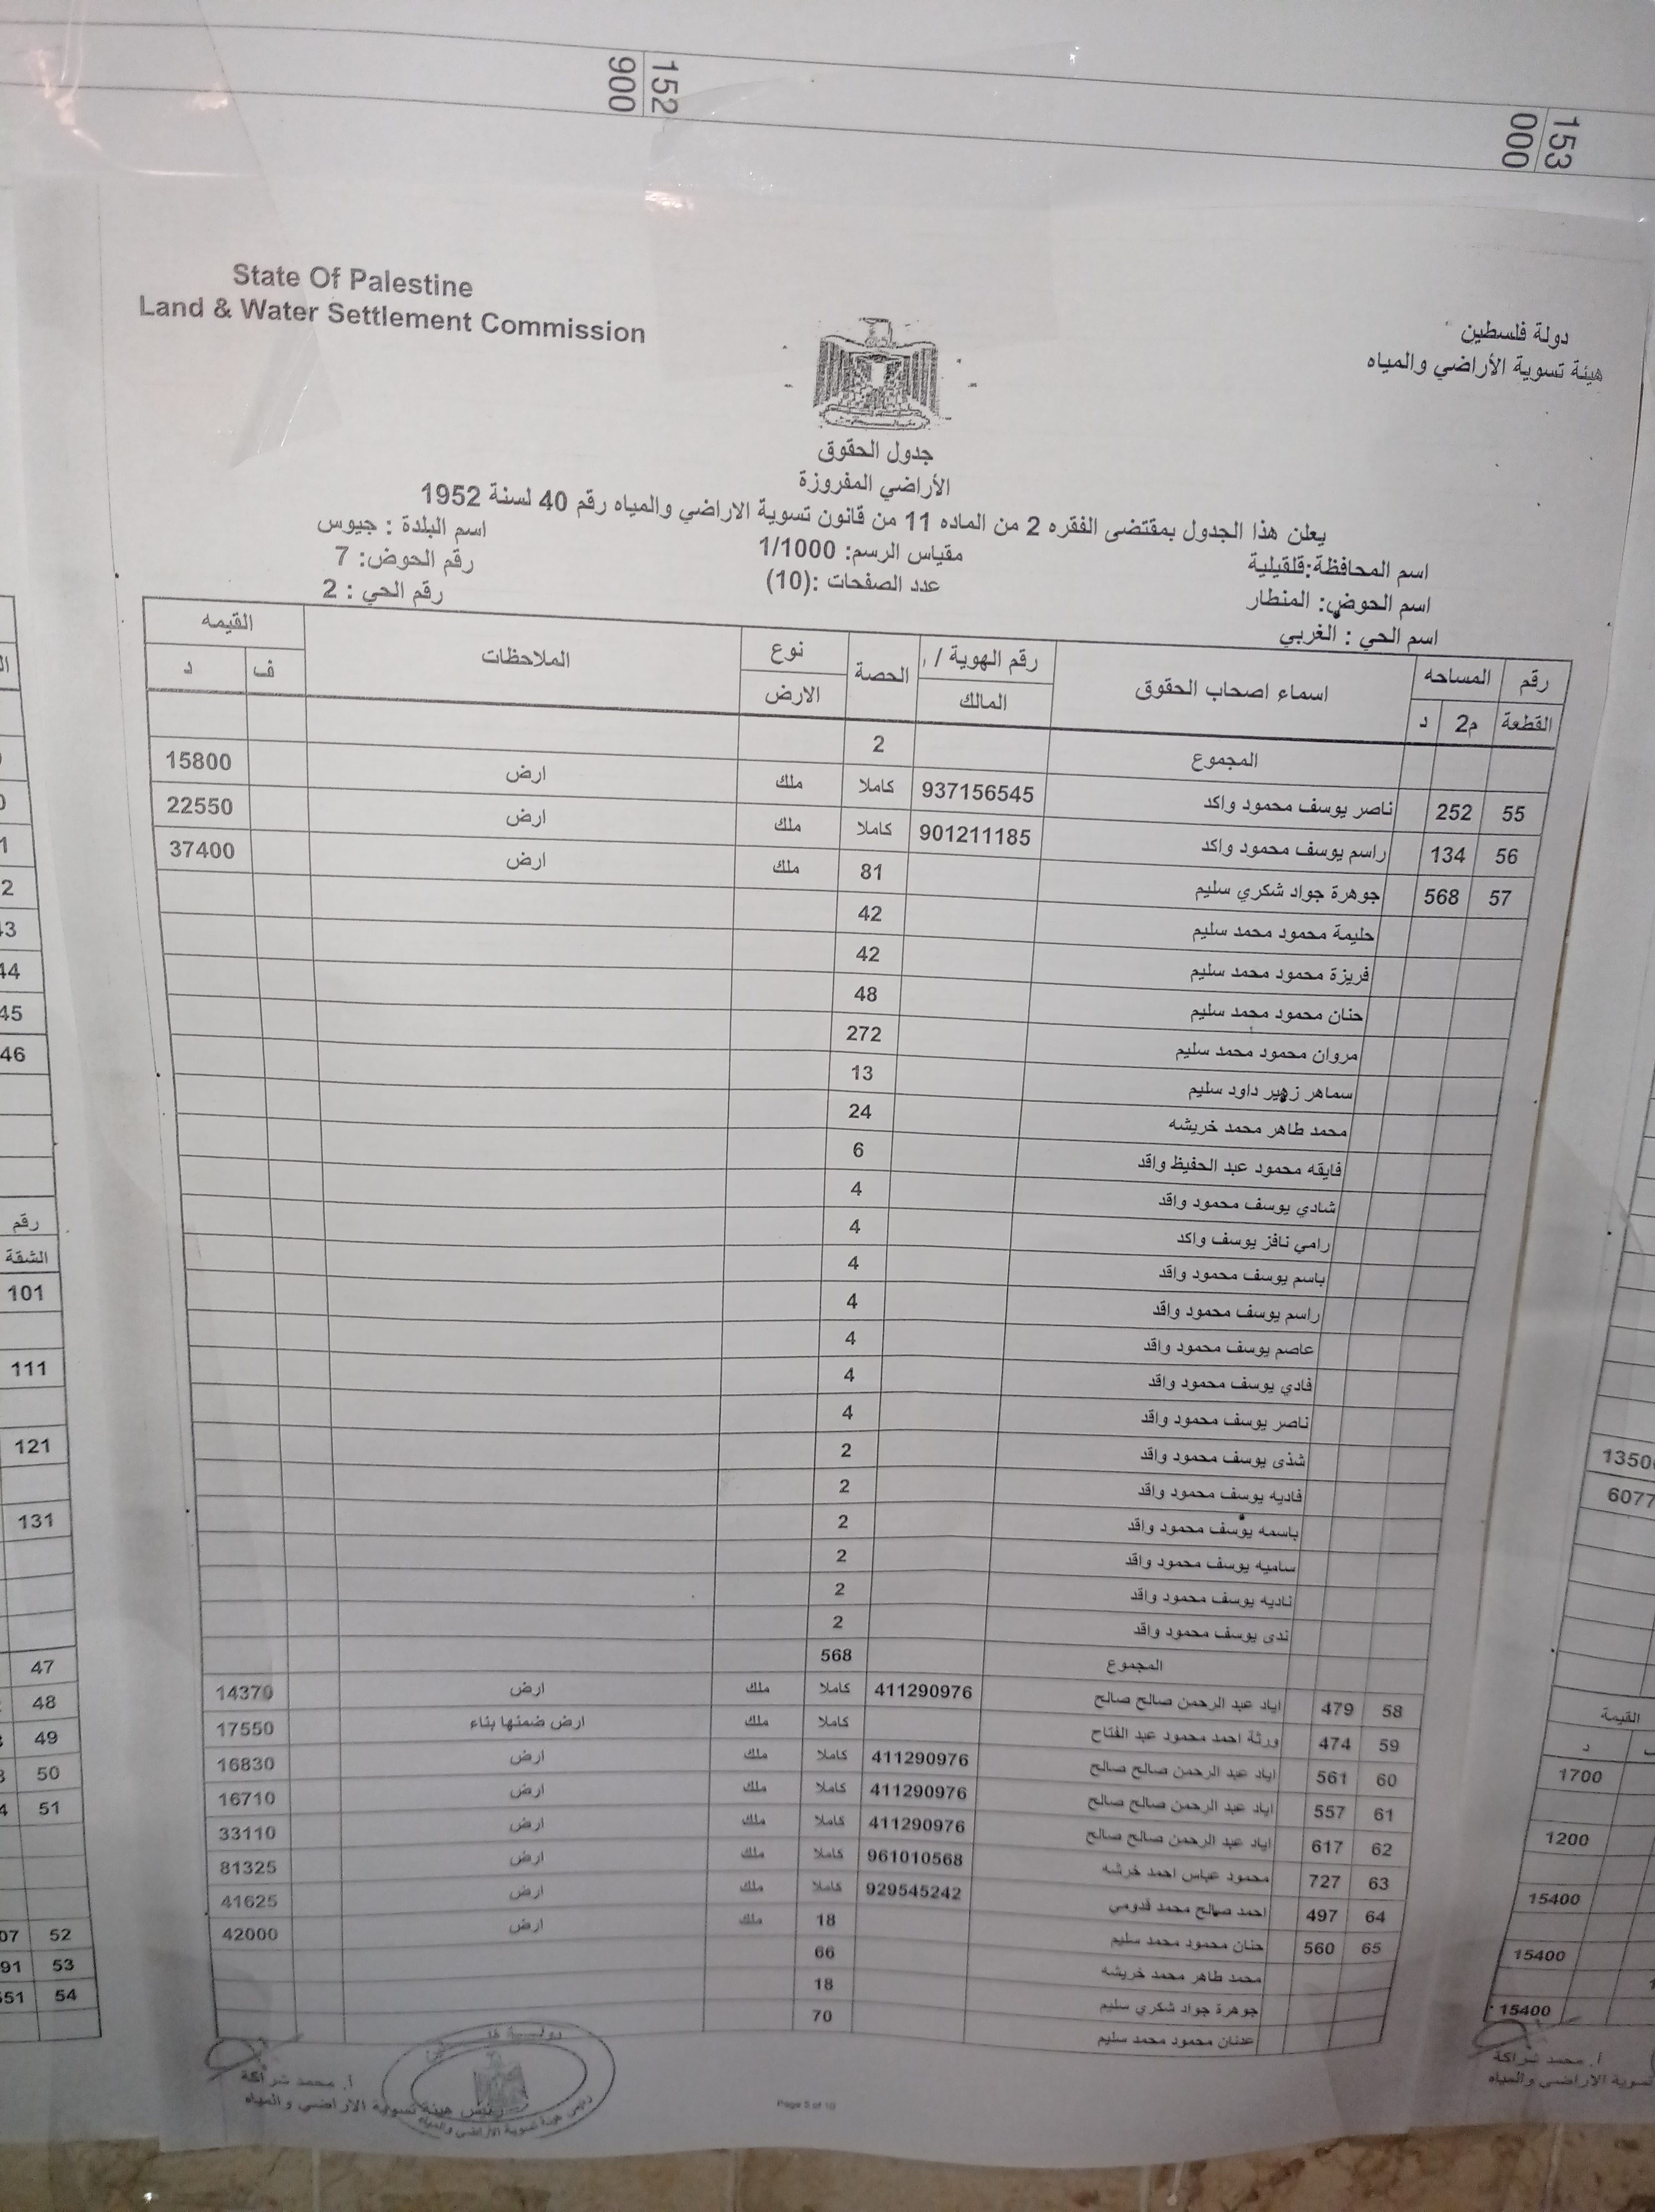 152
900
153
000
State Of Palestine
Land & Water Settlement Commission
دولة فلسطين
هيئة تسوية الأراضي والمياه
جدول الحقوق
الأراضي المفروزة
يعلن هذا الجدول بمقتضى الفقره 2 من الماده 11 من قانون تسوية الاراضي والمياه رقم 40 لسنة 1952
اسم المحافظة:قلقيلية مقياس الرسم: 1/1000 اسم البلدة : جيوس
اسم الحوض: المنطار عدد الصفحات :(10) رقم الحوض: 7
اسم الحي : الغربي رقم الحي : 2
رقم المساحه اسماء اصحاب الحقوق رقم الهوية / الحصة نوع الملاحظات القيمه
القطعة م2 د المالك الارض ف د
المجموع 2
55 252 ناصر يوسف محمود واكد 937156545 كاملا ملك ارض 15800
56 134 راسم يوسف محمود واكد 901211185 كاملا ملك ارض 22550
57 568 جوهرة جواد شكري سليم 81 ملك ارض 37400
حليمة محمود محمد سليم 42
فريزة محمود محمد سليم 42
حنان محمود محمد سليم 48
مروان محمود محمد سليم 272
سماهر زهير داود سليم 13
محمد طاهر محمد خريشه 24
فايقه محمود عبد الحفيظ واقد 6
شادي يوسف محمود واقد 4
رامي نافز يوسف واكد 4
باسم يوسف محمود واقد 4
راسم يوسف محمود واقد 4
عاصم يوسف محمود واقد 4
فادي يوسف محمود واقد 4
ناصر يوسف محمود واقد 4
شذى يوسف محمود واقد 2
فاديه يوسف محمود واقد 2
باسمه يوسف محمود واقد 2
ساميه يوسف محمود واقد 2
ناديه يوسف محمود واقد 2
ندى يوسف محمود واقد 2
المجموع 568
58 479 اياد عبد الرحمن صالح صالح 411290976 كاملا ملك ارض 14370
59 474 ورثة احمد محمود عبد الفتاح كاملا ملك ارض ضمنها بناء 17550
60 561 اياد عبد الرحمن صالح صالح 411290976 كاملا ملك ارض 16830
61 557 اياد عبد الرحمن صالح صالح 411290976 كاملا ملك ارض 16710
62 617 اياد عبد الرحمن صالح صالح 411290976 كاملا ملك ارض 33110
63 727 محمود عباس احمد خرشه 961010568 كاملا ملك ارض 81325
64 497 احمد صالح محمد قدومي 929545242 كاملا ملك ارض 41625
65 560 حنان محمود محمد سليم 18 ملك ارض 42000
محمد طاهر محمد خريشه 66
جوهرة جواد شكري سليم 18
عدنان محمود محمد سليم 70
أ. محمد شراكة
رئيس هيئة تسوية الاراضي والمياه
Page 5 of 10
رقم
الشقة
101
111
121
131
47
48
49
50
51
52
53
54
القيمة
د
1700
1200
15400
15400
15400
أ. محمد شراكة
تسوية الاراضي والمياه